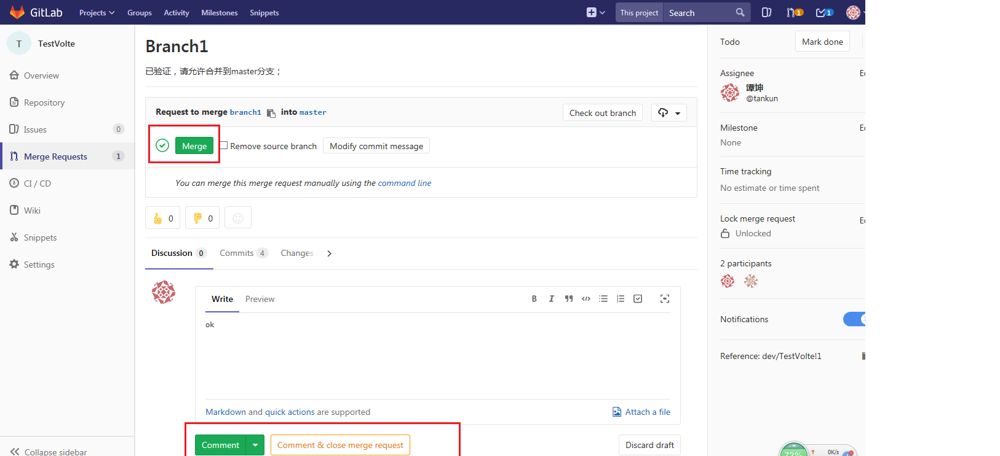 GitLab Projects Groups Activity Milestones Snippets This project Search 1 1
T TestVolte
Overview
Repository
Issues 0
Merge Requests 1
CI / CD
Wiki
Snippets
Settings
Collapse sidebar
Branch1
已验证，请允许合并到master分支；
Request to merge branch1 into master Check out branch
Merge Remove source branch Modify commit message
You can merge this merge request manually using the command line
0 0
Discussion 0 Commits 4 Changes
Write Preview B I
ok
Markdown and quick actions are supported Attach a file
Comment Comment & close merge request Discard draft
Todo Mark done
Assignee
谭坤
@tankun
Milestone
None
Time tracking
No estimate or time spent
Lock merge request
Unlocked
2 participants
Notifications
Reference: dev/TestVolte!1
73% 0K/s